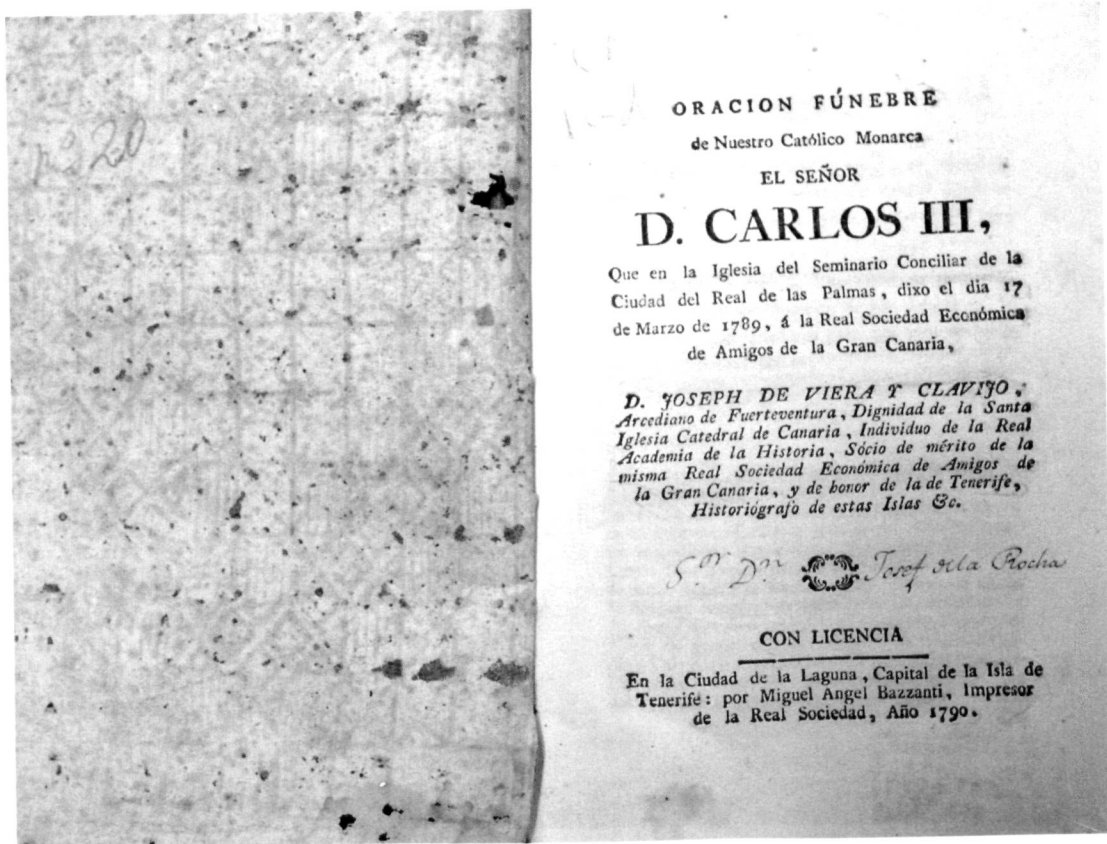 nº 20
ORACION FÚNEBRE
de Nuestro Católico Monarca
EL SEÑOR
D. CARLOS III,
Que en la Iglesia del Seminario Conciliar de la
Ciudad del Real de las Palmas, dixo el dia 17
de Marzo de 1789, á la Real Sociedad Económica
de Amigos de la Gran Canaria,
D. JOSEPH DE VIERA Y CLAVIJO,
Arcediano de Fuerteventura, Dignidad de la Santa
Iglesia Catedral de Canaria, Individuo de la Real
Academia de la Historia, Sócio de mérito de la
misma Real Sociedad Económica de Amigos de
la Gran Canaria, y de honor de la de Tenerife,
Historiógrafo de estas Islas &c.
S.or D.n Josef de la Rocha
CON LICENCIA
En la Ciudad de la Laguna, Capital de la Isla de
Tenerife: por Miguel Angel Bazzanti, Impresor
de la Real Sociedad, Año 1790.